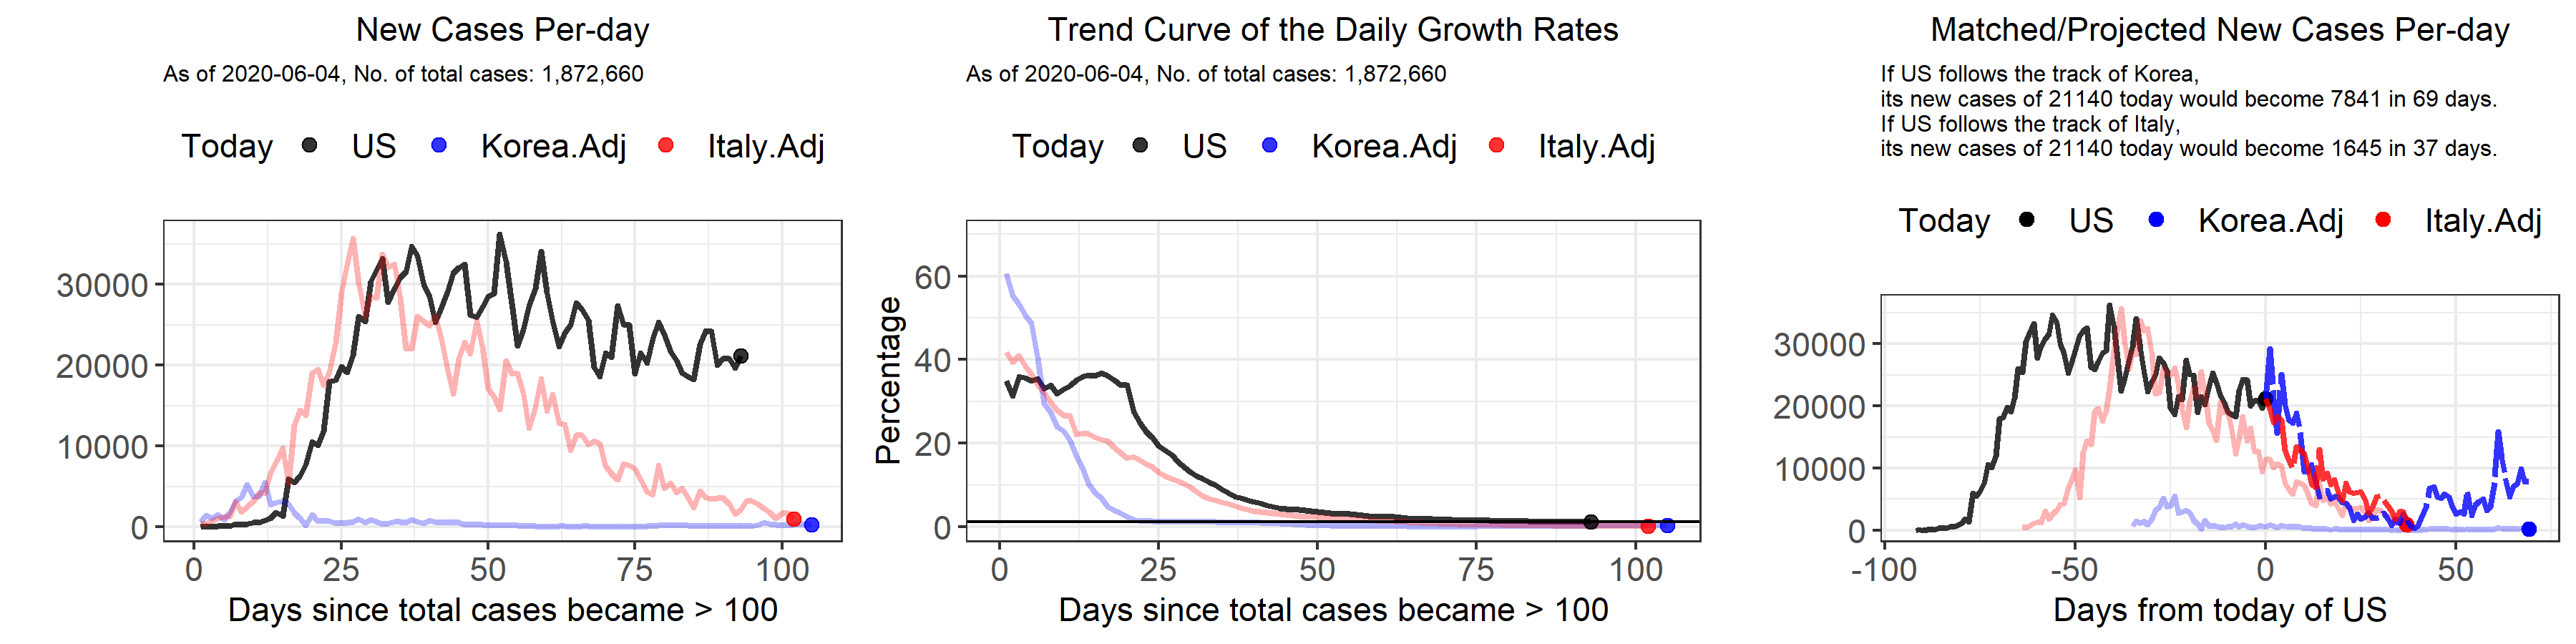 New Cases Per-day
As of 2020-06-04, No. of total cases: 1,872,660
Today US Korea.Adj Italy.Adj
30000
20000
10000
0
0 25 50 75 100
Days since total cases became > 100
Trend Curve of the Daily Growth Rates
As of 2020-06-04, No. of total cases: 1,872,660
Today US Korea.Adj Italy.Adj
Percentage
60
40
20
0
0 25 50 75 100
Days since total cases became > 100
Matched/Projected New Cases Per-day
If US follows the track of Korea,
its new cases of 21140 today would become 7841 in 69 days.
If US follows the track of Italy,
its new cases of 21140 today would become 1645 in 37 days.
Today US Korea.Adj Italy.Adj
30000
20000
10000
0
-100 -50 0 50
Days from today of US